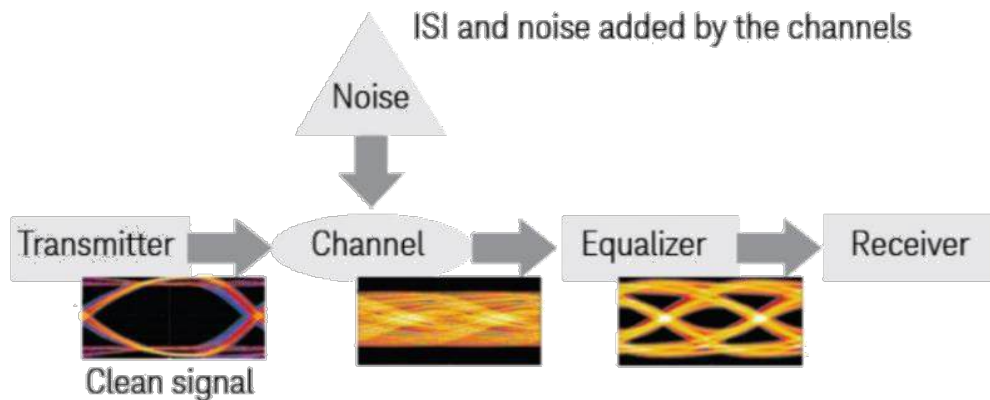 ISI and noise added by the channels
Noise
Transmitter
Channel
Equalizer
Receiver
Clean signal